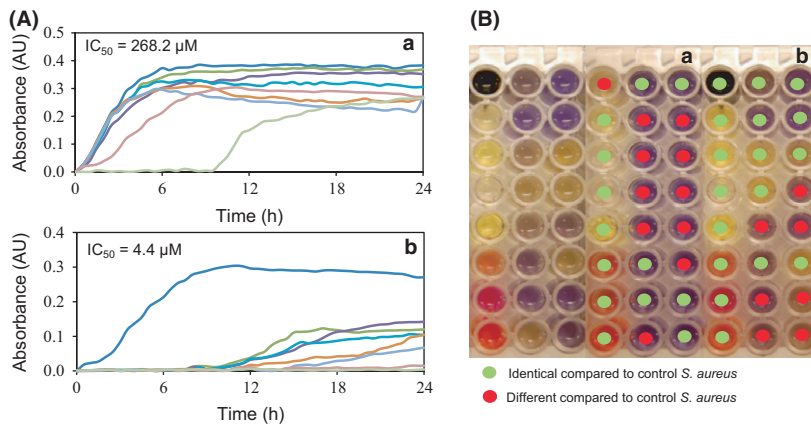 (A)
IC50 = 268.2 µM
a
Absorbance (AU)
0.5
0.4
0.3
0.2
0.1
0.0
0
6
12
18
24
Time (h)
IC50 = 4.4 µM
b
Absorbance (AU)
0.4
0.3
0.2
0.1
0.0
0
6
12
18
24
Time (h)
(B)
a
b
Identical compared to control S. aureus
Different compared to control S. aureus